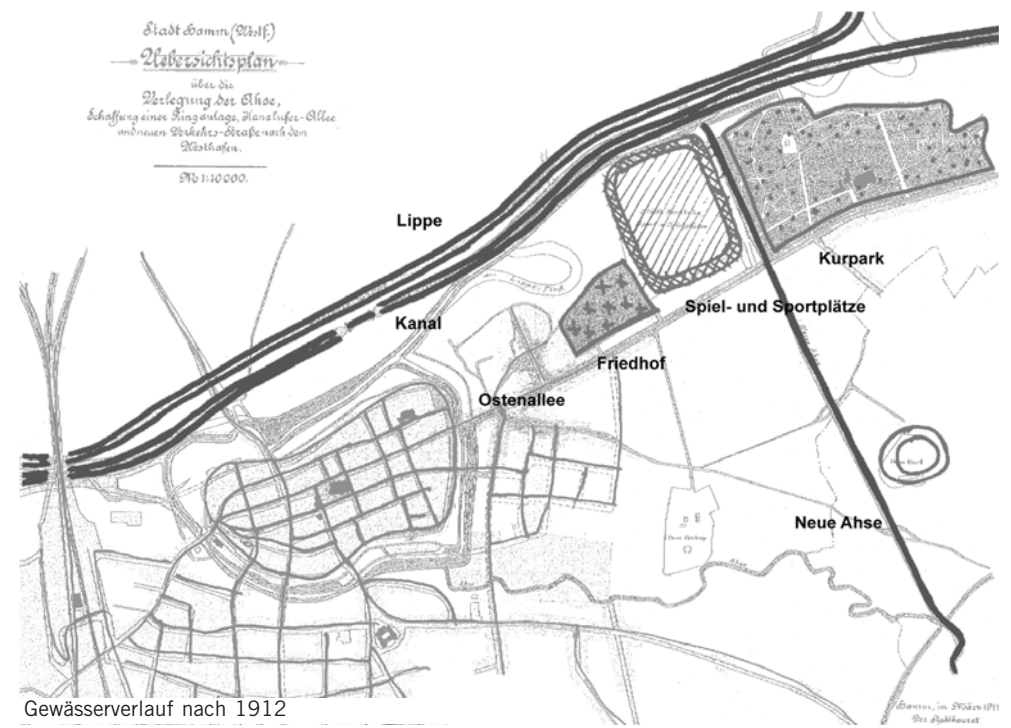 Stadt Hamm (Westf.)
Uebersichtsplan
über die
Verlegung der Ahse,
Schaffung einer Ringanlage, Kanalufer-Allee
und neuen Verkehrs-Straße nach dem
Westhafen.
M 1:10000.
Lippe
Kurpark
Spiel- und Sportplätze
Kanal
Friedhof
Ostenallee
Neue Ahse
Ahse
Ahse
Hamm, im März
Der Stadtbaurat
Gewässerverlauf nach 1912